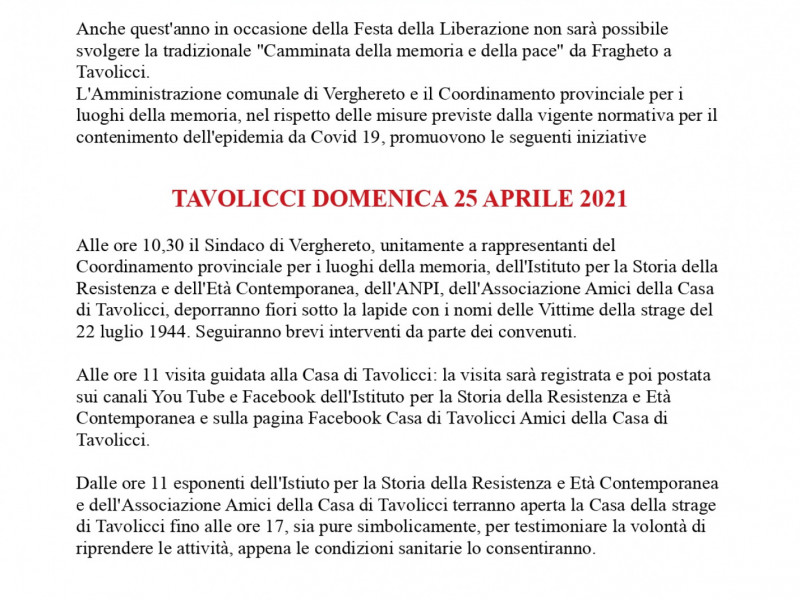 Anche quest'anno in occasione della Festa della Liberazione non sarà possibile
svolgere la tradizionale "Camminata della memoria e della pace" da Fragheto a
Tavolicci.
L'Amministrazione comunale di Verghereto e il Coordinamento provinciale per i
luoghi della memoria, nel rispetto delle misure previste dalla vigente normativa per il
contenimento dell'epidemia da Covid 19, promuovono le seguenti iniziative
TAVOLICCI DOMENICA 25 APRILE 2021
Alle ore 10,30 il Sindaco di Verghereto, unitamente a rappresentanti del
Coordinamento provinciale per i luoghi della memoria, dell'Istituto per la Storia della
Resistenza e dell'Età Contemporanea, dell'ANPI, dell'Associazione Amici della Casa
di Tavolicci, deporranno fiori sotto la lapide con i nomi delle Vittime della strage del
22 luglio 1944. Seguiranno brevi interventi da parte dei convenuti.
Alle ore 11 visita guidata alla Casa di Tavolicci: la visita sarà registrata e poi postata
sui canali You Tube e Facebook dell'Istituto per la Storia della Resistenza e Età
Contemporanea e sulla pagina Facebook Casa di Tavolicci Amici della Casa di
Tavolicci.
Dalle ore 11 esponenti dell'Istiuto per la Storia della Resistenza e Età Contemporanea
e dell'Associazione Amici della Casa di Tavolicci terranno aperta la Casa della strage
di Tavolicci fino alle ore 17, sia pure simbolicamente, per testimoniare la volontà di
riprendere le attività, appena le condizioni sanitarie lo consentiranno.